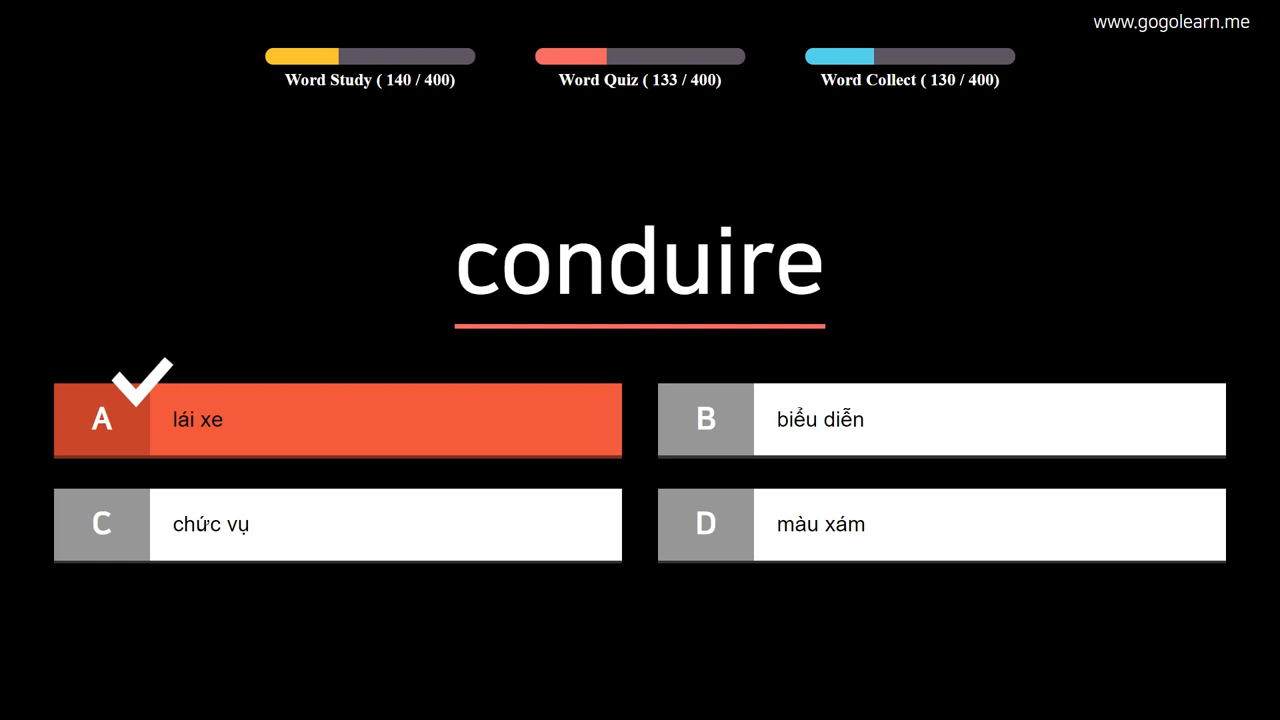 www.gogolearn.me
Word Study ( 140 / 400)
Word Quiz ( 133 / 400)
Word Collect ( 130 / 400)
conduire
A lái xe
B biểu diễn
C chức vụ
D màu xám